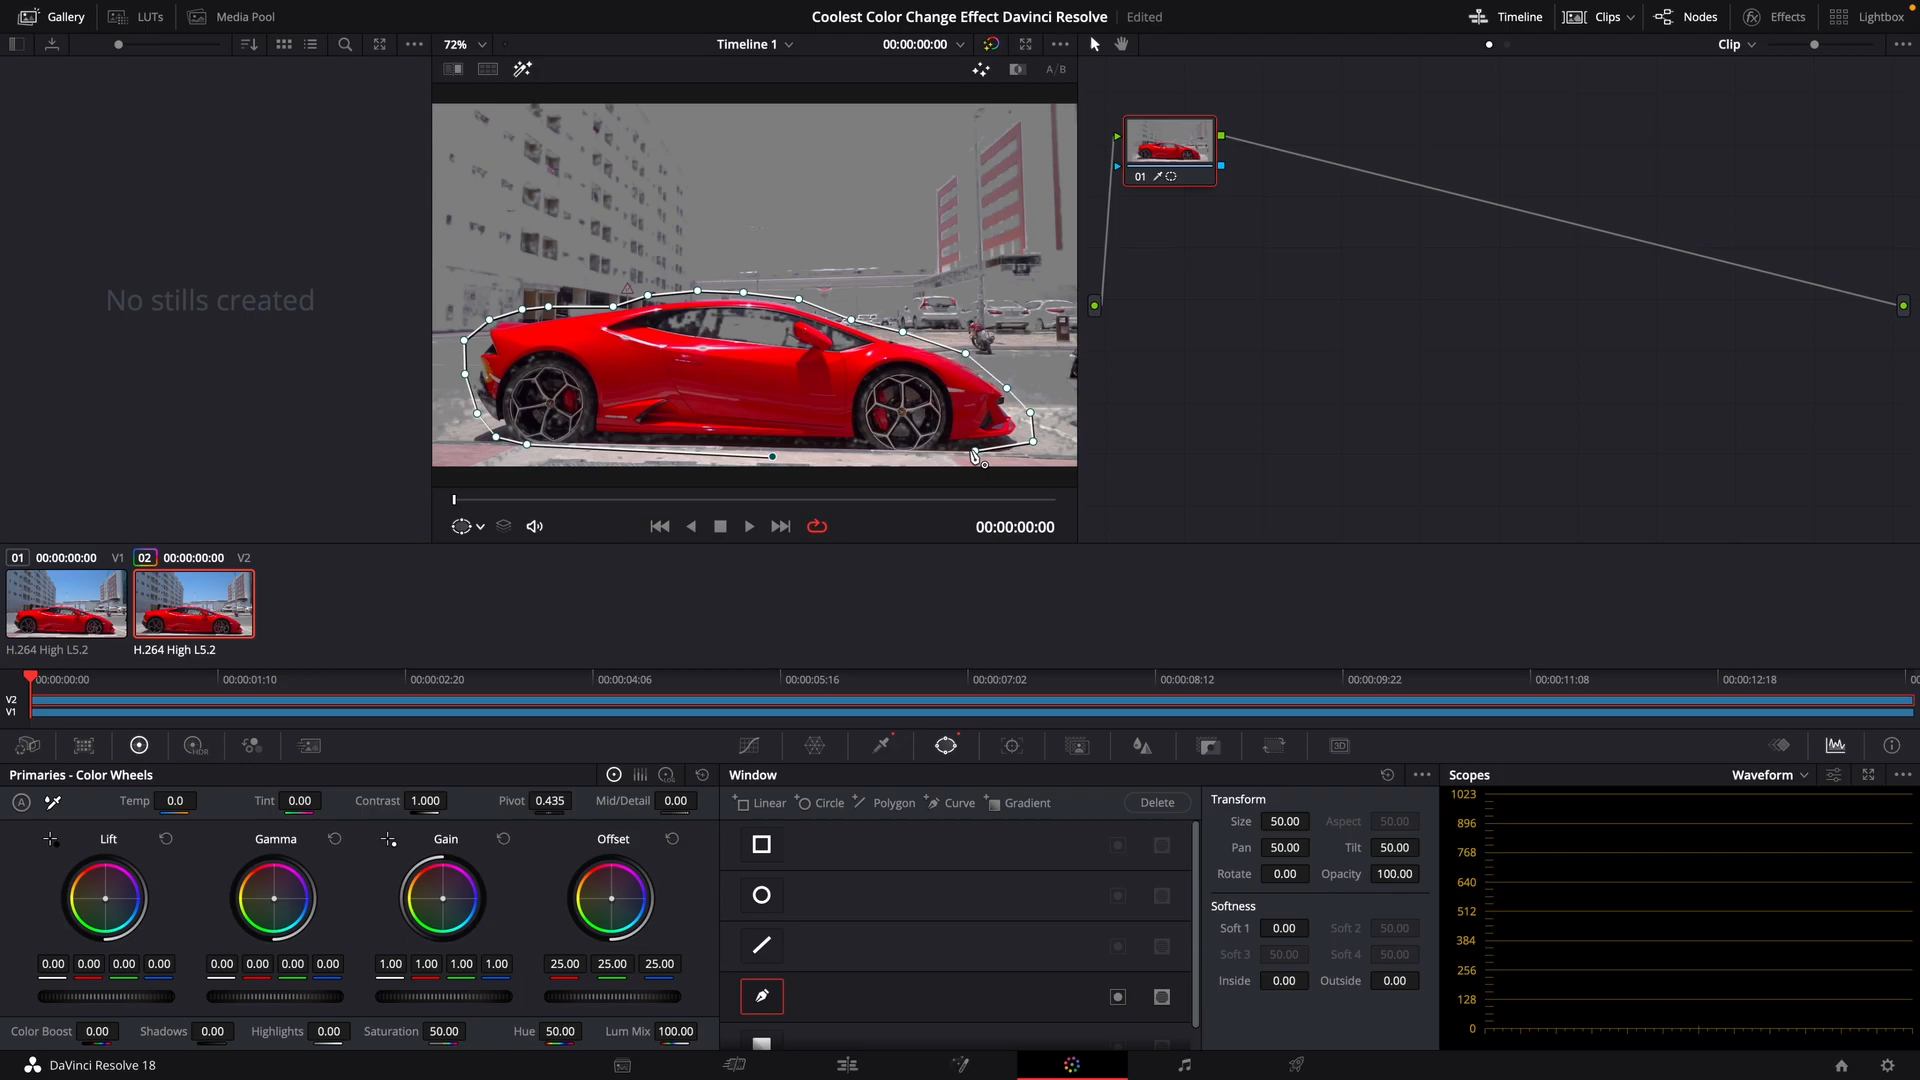 Gallery LUTs Media Pool Coolest Color Change Effect Davinci Resolve Edited Timeline Clips Nodes Effects Lightbox
72% Timeline 1 00:00:00:00 Clip
A/B
01
No stills created
00:00:00:00
01 00:00:00:00 V1 02 00:00:00:00 V2
H.264 High L5.2 H.264 High L5.2
00:00:00:00 00:00:01:10 00:00:02:20 00:00:04:06 00:00:05:16 00:00:07:02 00:00:08:12 00:00:09:22 00:00:11:08 00:00:12:18 00
V2
V1
HDR 3D
Primaries - Color Wheels LOG Window Scopes Waveform
A Temp 0.0 Tint 0.00 Contrast 1.000 Pivot 0.435 Mid/Detail 0.00 Linear Circle Polygon Curve Gradient Delete Transform 1023
Size 50.00 Aspect 50.00 896
Lift Gamma Gain Offset Pan 50.00 Tilt 50.00 768
Rotate 0.00 Opacity 100.00 640
Softness 512
Soft 1 0.00 Soft 2 50.00 384
Soft 3 50.00 Soft 4 50.00 256
0.00 0.00 0.00 0.00 0.00 0.00 0.00 0.00 1.00 1.00 1.00 1.00 25.00 25.00 25.00 Inside 0.00 Outside 0.00 128
0
Color Boost 0.00 Shadows 0.00 Highlights 0.00 Saturation 50.00 Hue 50.00 Lum Mix 100.00
DaVinci Resolve 18